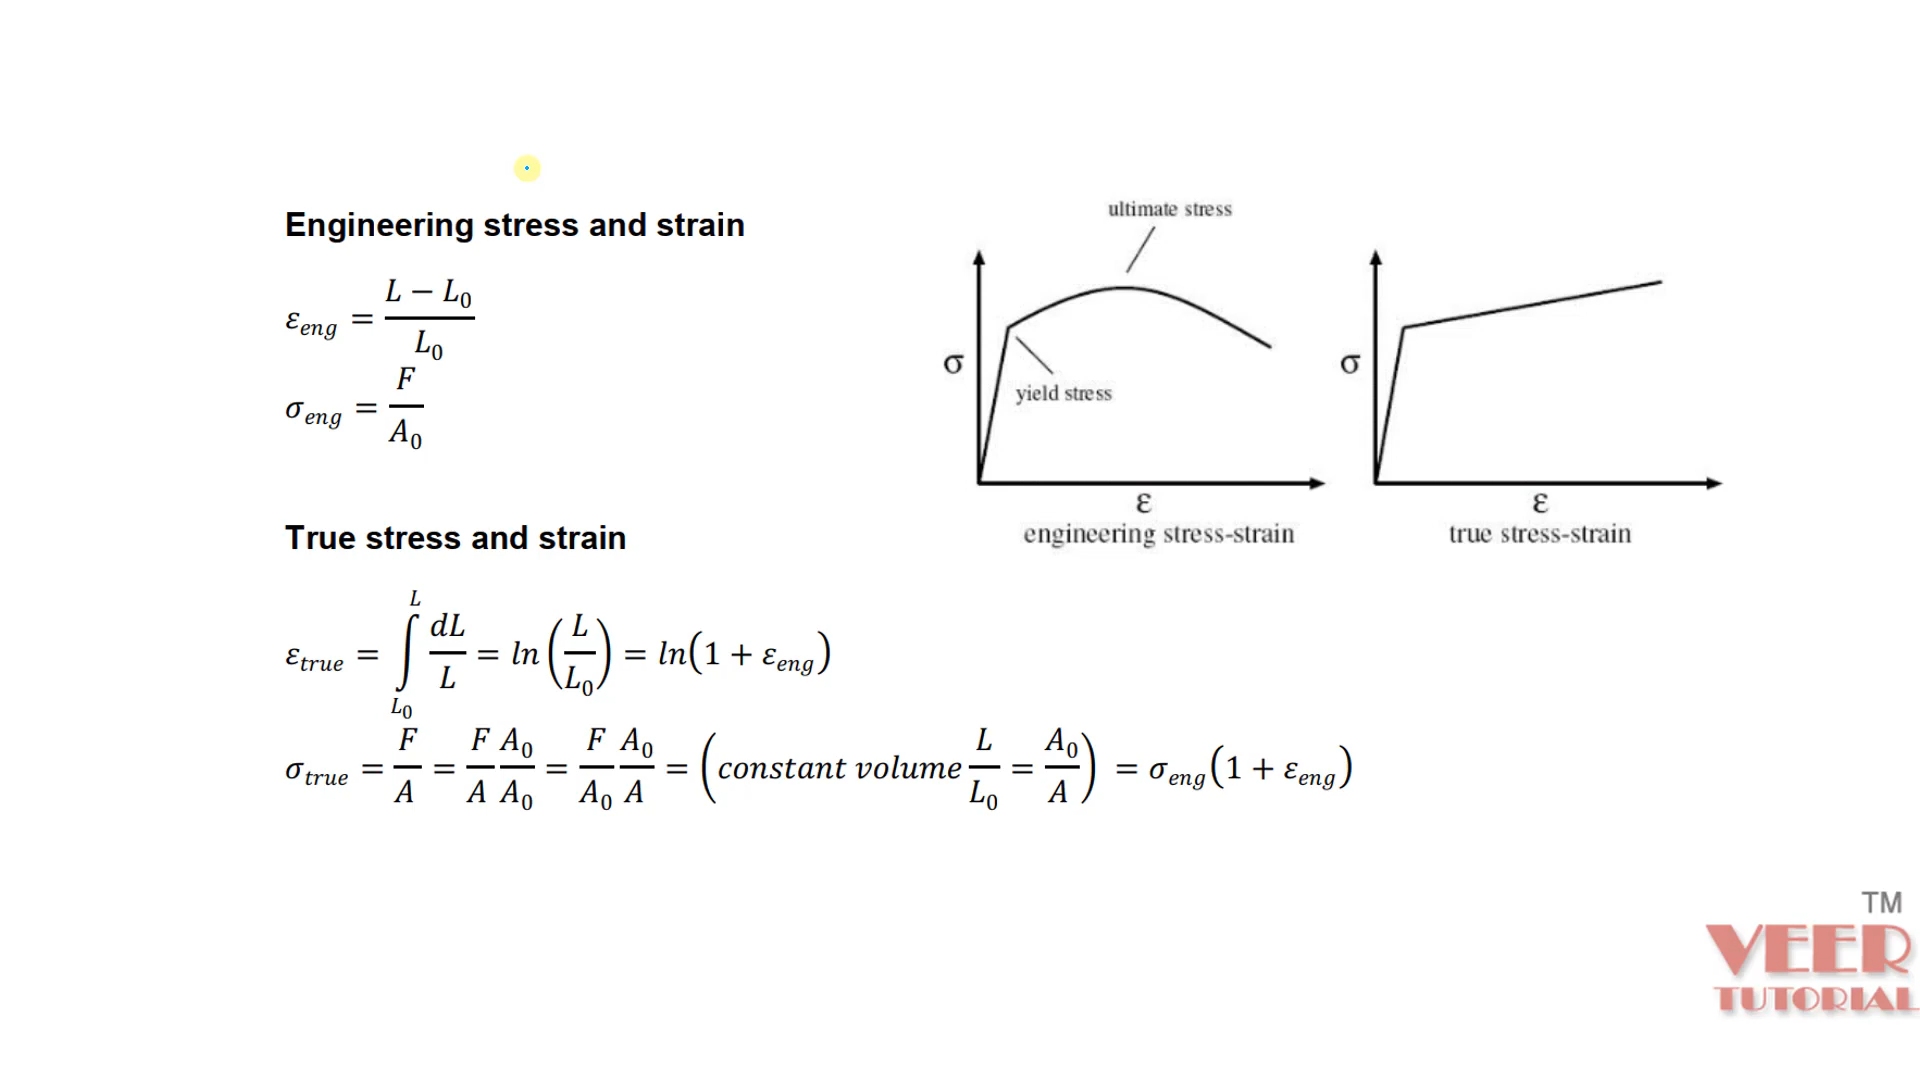 Engineering stress and strain
ε_eng = (L − L₀) / L₀
σ_eng = F / A₀
ultimate stress
σ
yield stress
ε
engineering stress-strain
σ
ε
true stress-strain
True stress and strain
ε_true = ∫_{L₀}^{L} dL / L = ln(L / L₀) = ln(1 + ε_eng)
σ_true = F / A = F / A A₀ / A₀ = F / A₀ A₀ / A = (constant volume L / L₀ = A₀ / A) = σ_eng(1 + ε_eng)
TM
VEER
TUTORIAL